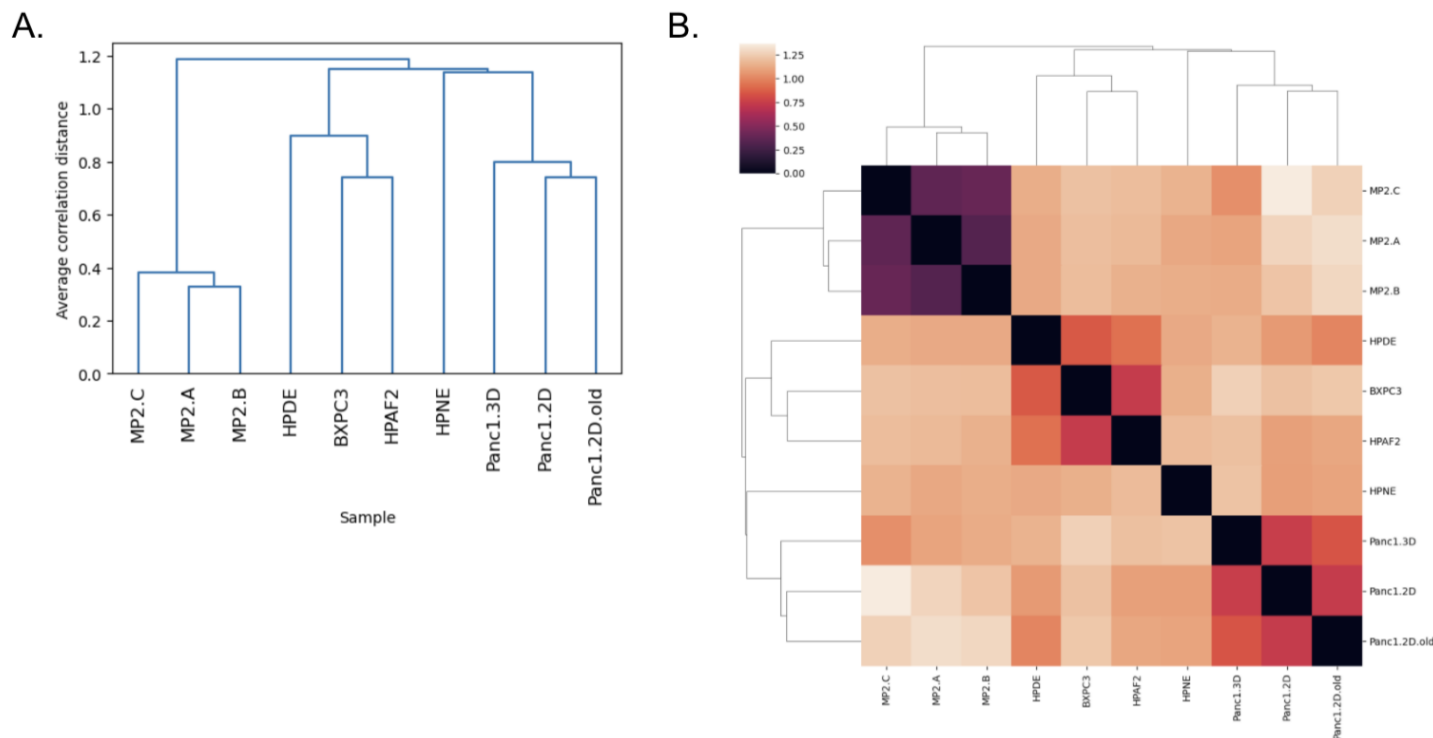 A.
Average correlation distance
1.2
1.0
0.8
0.6
0.4
0.2
0.0
MP2.C
MP2.A
MP2.B
HPDE
BXPC3
HPAF2
HPNE
Panc1.3D
Panc1.2D
Panc1.2D.old
Sample
B.
1.25
1.00
0.75
0.50
0.25
0.00
MP2.C
MP2.A
MP2.B
HPDE
BXPC3
HPAF2
HPNE
Panc1.3D
Panc1.2D
Panc1.2D.old
MP2.C
MP2.A
MP2.B
HPDE
BXPC3
HPAF2
HPNE
Panc1.3D
Panc1.2D
Panc1.2D.old